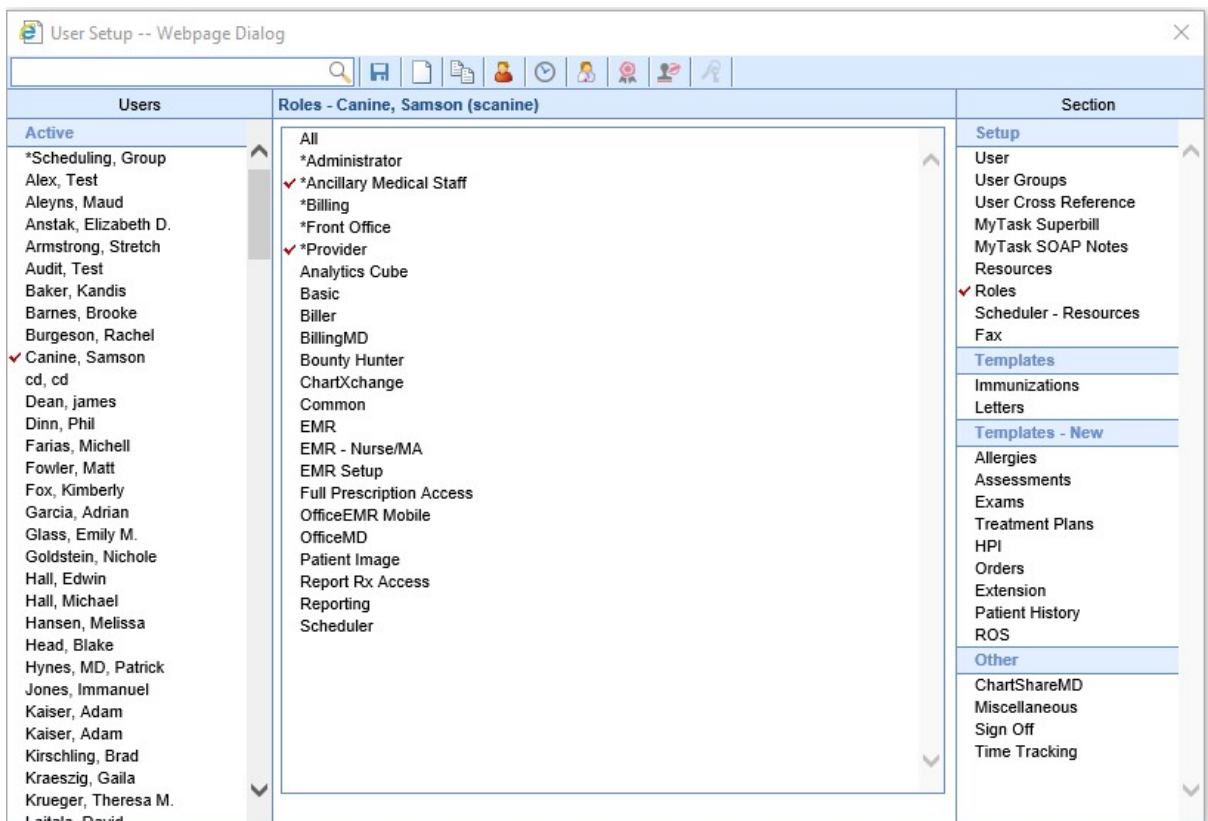 User Setup -- Webpage Dialog
Users
Active
*Scheduling, Group
Alex, Test
Aleyns, Maud
Anstak, Elizabeth D.
Armstrong, Stretch
Audit, Test
Baker, Kandis
Barnes, Brooke
Burgeson, Rachel
Canine, Samson
cd, cd
Dean, james
Dinn, Phil
Farias, Michell
Fowler, Matt
Fox, Kimberly
Garcia, Adrian
Glass, Emily M.
Goldstein, Nichole
Hall, Edwin
Hall, Michael
Hansen, Melissa
Head, Blake
Hynes, MD, Patrick
Jones, Immanuel
Kaiser, Adam
Kaiser, Adam
Kirschling, Brad
Kraeszig, Gaila
Krueger, Theresa M.
Roles - Canine, Samson (scanine)
All
*Administrator
*Ancillary Medical Staff
*Billing
*Front Office
*Provider
Analytics Cube
Basic
Biller
BillingMD
Bounty Hunter
ChartXchange
Common
EMR
EMR - Nurse/MA
EMR Setup
Full Prescription Access
OfficeEMR Mobile
OfficeMD
Patient Image
Report Rx Access
Reporting
Scheduler
Section
Setup
User
User Groups
User Cross Reference
MyTask Superbill
MyTask SOAP Notes
Resources
Roles
Scheduler - Resources
Fax
Templates
Immunizations
Letters
Templates - New
Allergies
Assessments
Exams
Treatment Plans
HPI
Orders
Extension
Patient History
ROS
Other
ChartShareMD
Miscellaneous
Sign Off
Time Tracking